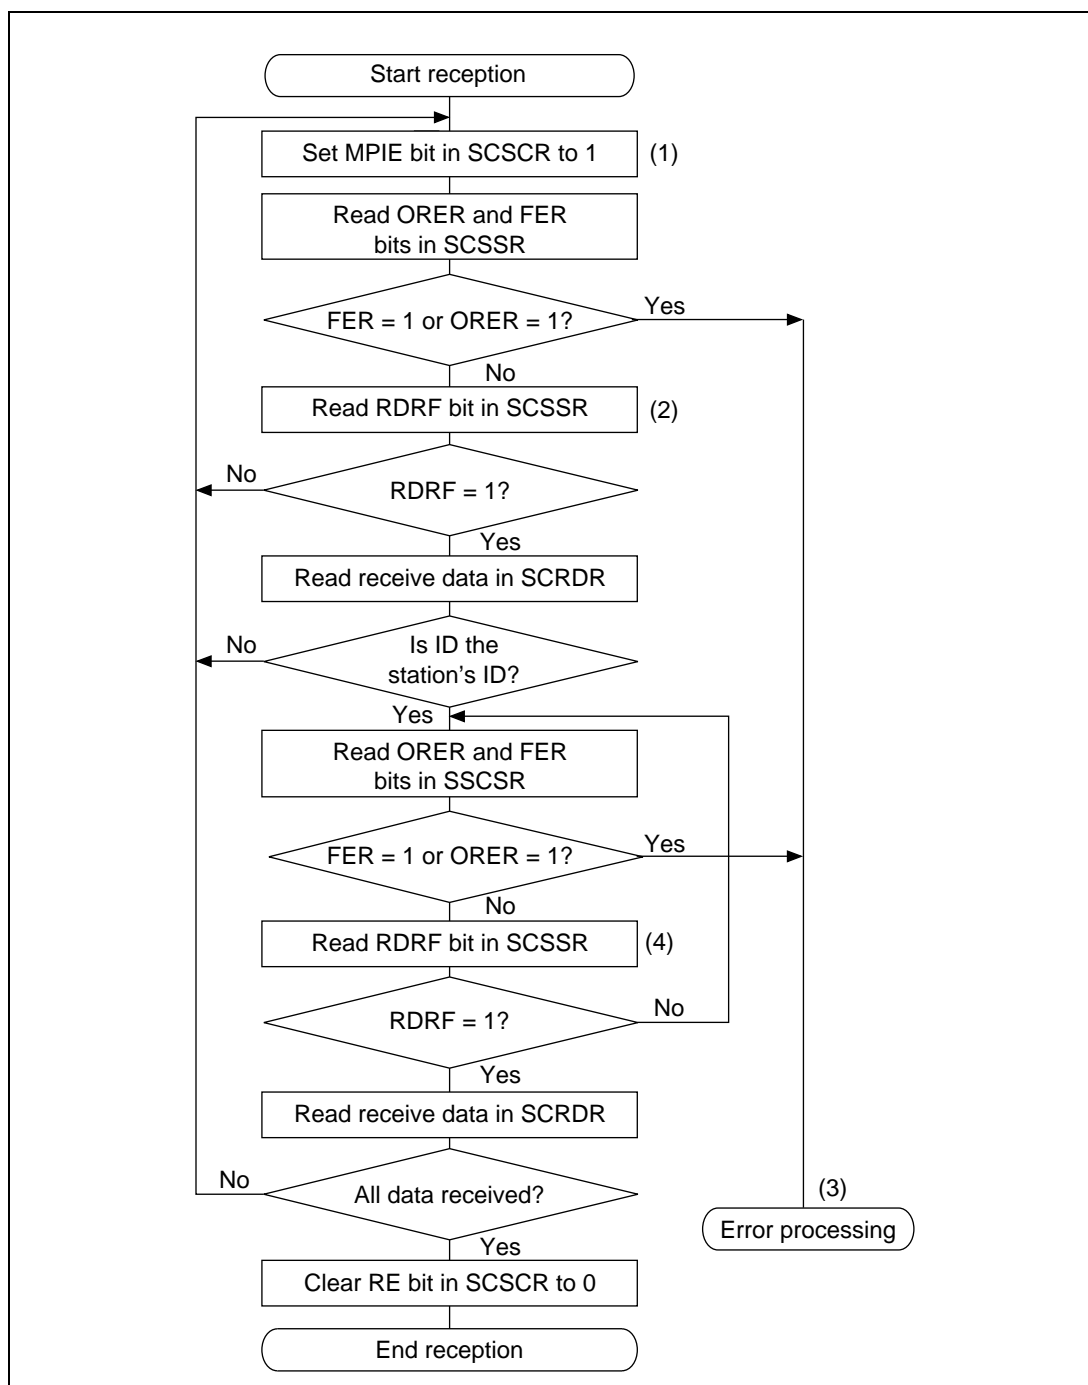 Start reception
Set MPIE bit in SCSCR to 1
(1)
Read ORER and FER
bits in SCSSR
FER = 1 or ORER = 1?
Yes
No
Read RDRF bit in SCSSR
(2)
No
RDRF = 1?
Yes
Read receive data in SCRDR
No
Is ID the
station’s ID?
Yes
Read ORER and FER
bits in SSCSR
FER = 1 or ORER = 1?
Yes
No
Read RDRF bit in SCSSR
(4)
RDRF = 1?
No
Yes
Read receive data in SCRDR
No
All data received?
(3)
Error processing
Yes
Clear RE bit in SCSCR to 0
End reception